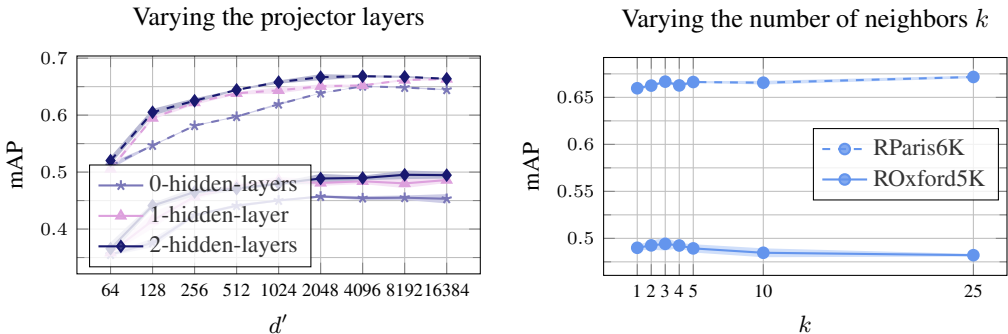 Varying the projector layers
mAP
0.7
0.6
0.5
0.4
0-hidden-layers
1-hidden-layer
2-hidden-layers
64 128 256 512 1024 2048 4096 8192 16384
d′
Varying the number of neighbors k
mAP
0.65
0.6
0.55
0.5
RParis6K
ROxford5K
1 2 3 4 5 10 25
k